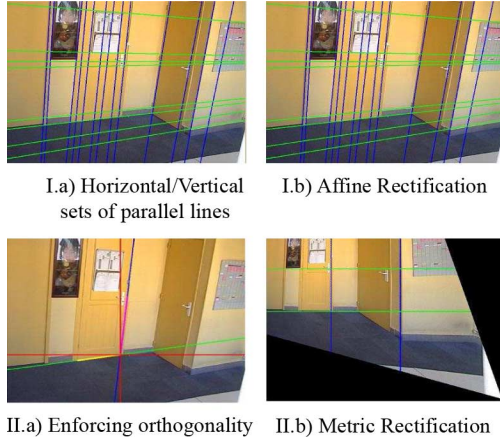 I.a) Horizontal/Vertical
sets of parallel lines
I.b) Affine Rectification
II.a) Enforcing orthogonality
II.b) Metric Rectification